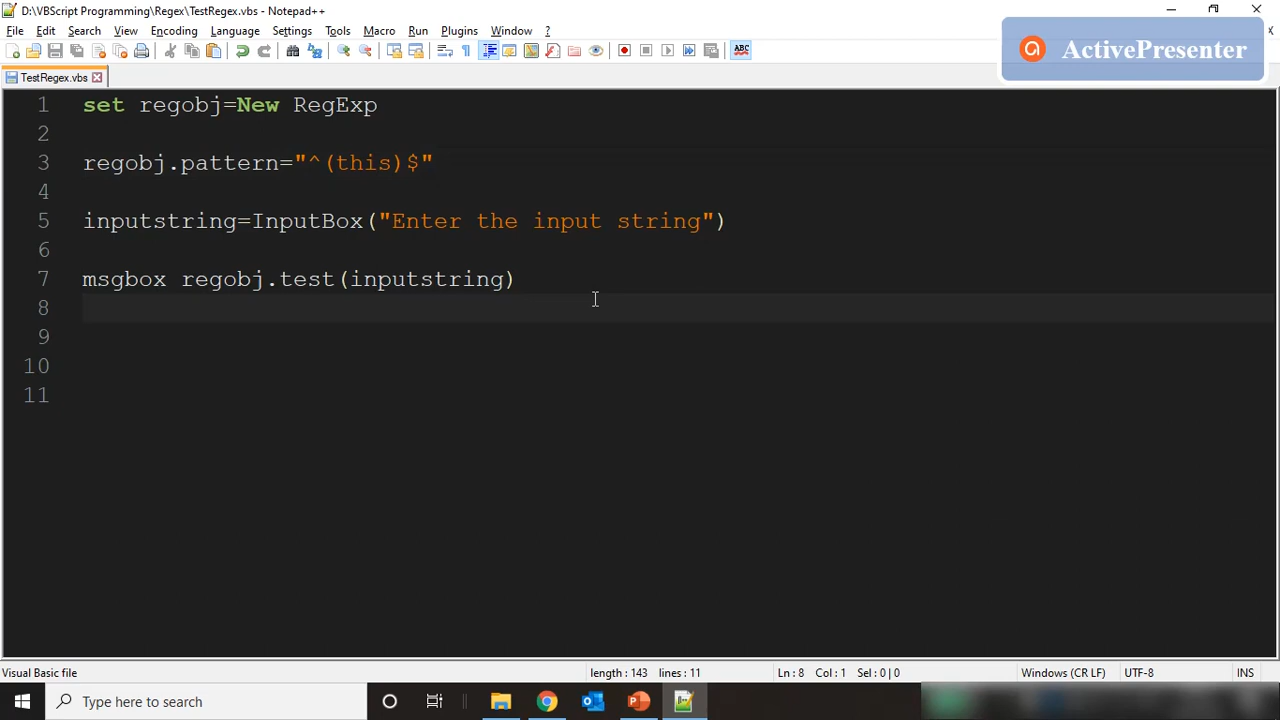 D:\VBScript Programming\Regex\TestRegex.vbs - Notepad++
File Edit Search View Encoding Language Settings Tools Macro Run Plugins Window ?
ActivePresenter
TestRegex.vbs
1 set regobj=New RegExp
2
3 regobj.pattern="^(this)$"
4
5 inputstring=InputBox("Enter the input string")
6
7 msgbox regobj.test(inputstring)
8
9
10
11
Visual Basic file length : 143 lines : 11 Ln : 8 Col : 1 Sel : 0 | 0 Windows (CR LF) UTF-8 INS
Type here to search